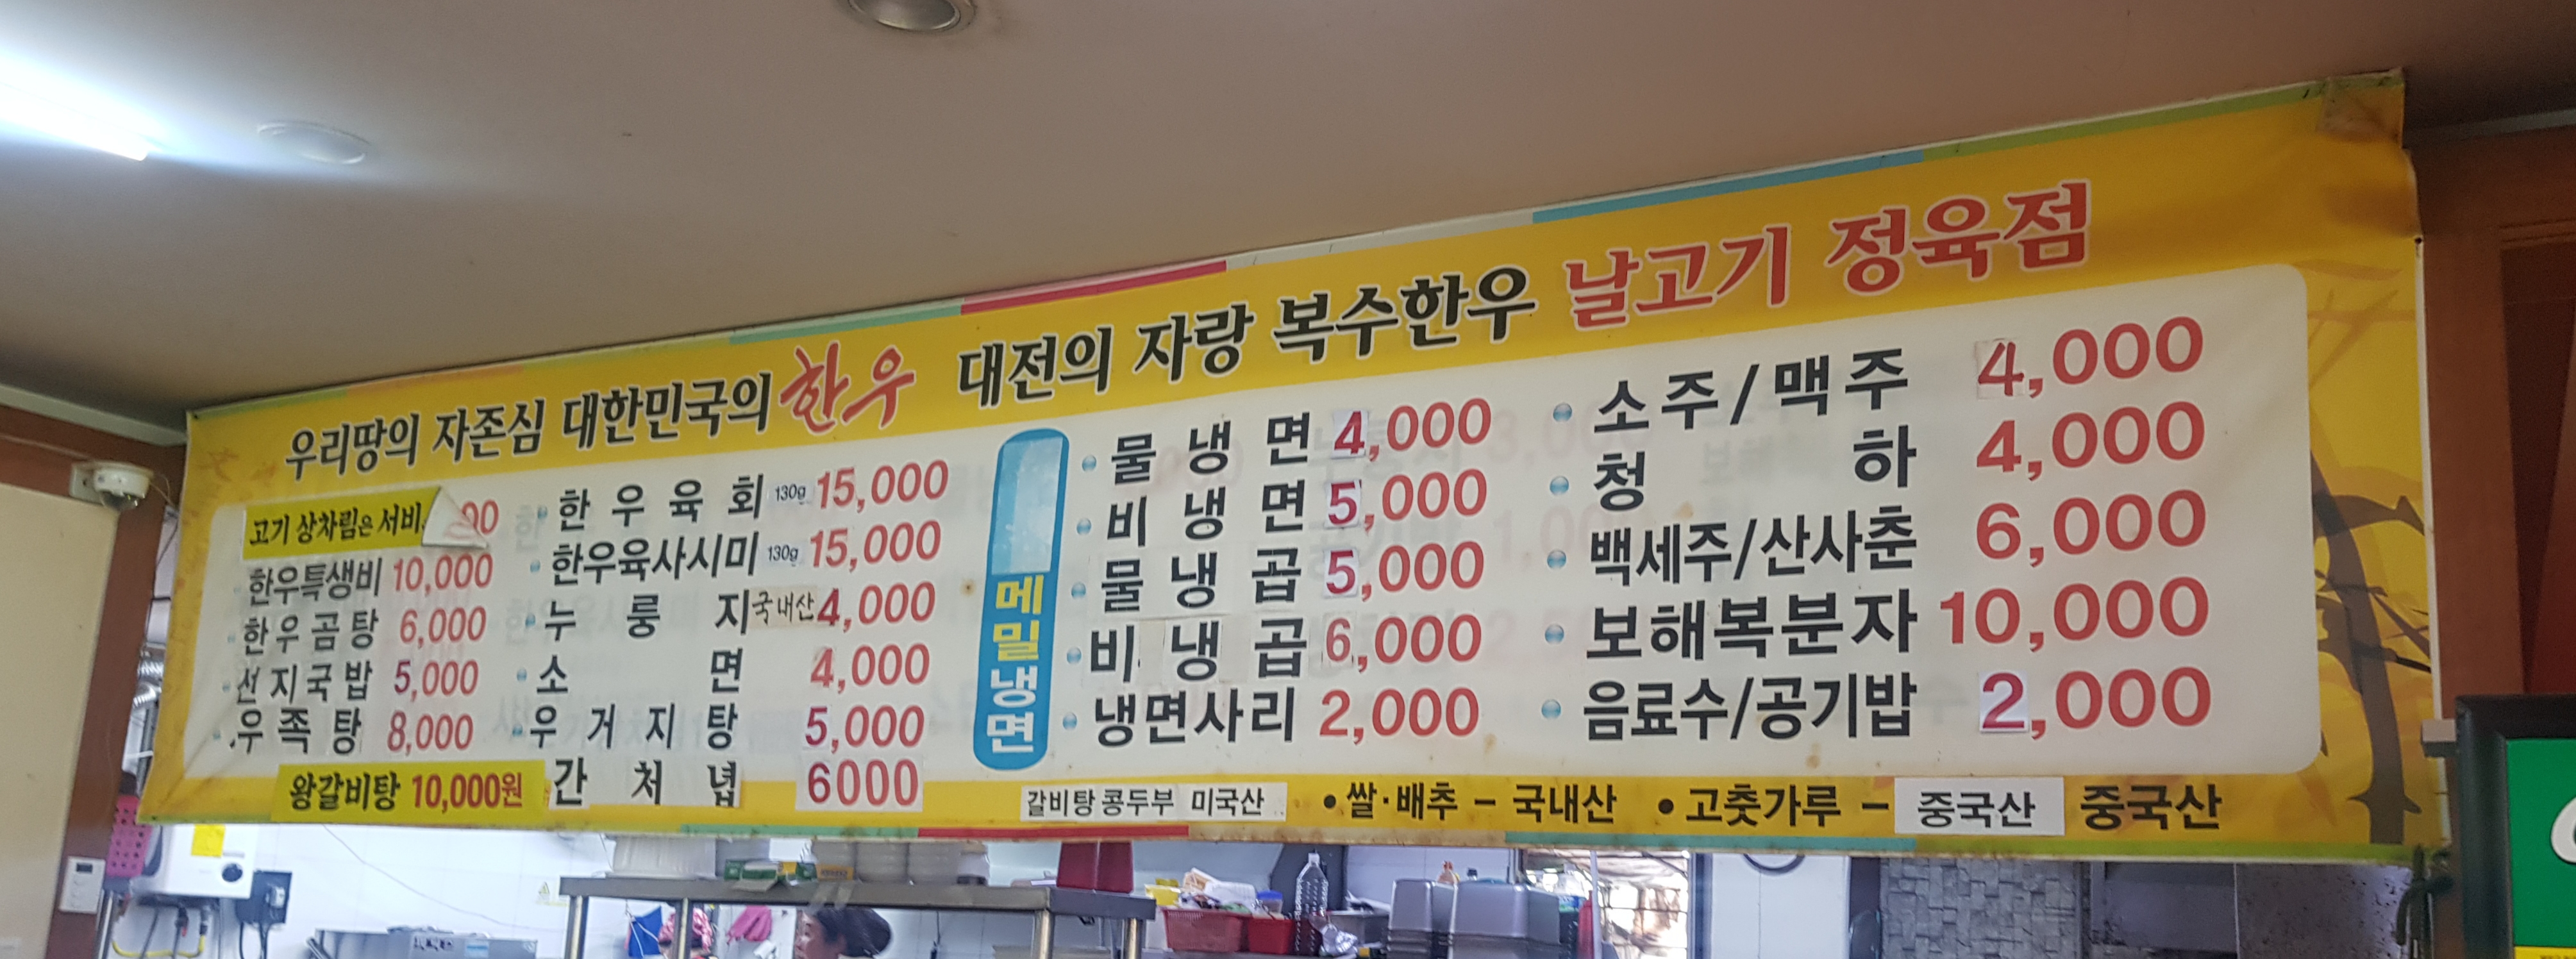 우리땅의 자존심 대한민국의 한우 대전의 자랑 복수한우 날고기 정육점
고기 상차림은 서비
한우특생비 10,000
한우곰탕 6,000
선지국밥 5,000
우족탕 8,000
왕갈비탕 10,000원
한우육회 130g 15,000
한우육사시미 130g 15,000
누룽지 국내산 4,000
소면 4,000
우거지탕 5,000
간처녑 6000
메밀냉면
물냉면 4,000
비냉면 5,000
물냉곱 5,000
비냉곱 6,000
냉면사리 2,000
소주/맥주 4,000
청하 4,000
백세주/산사춘 6,000
보해복분자 10,000
음료수/공기밥 2,000
갈비탕 콩두부 미국산 • 쌀·배추 - 국내산 • 고춧가루 - 중국산 중국산